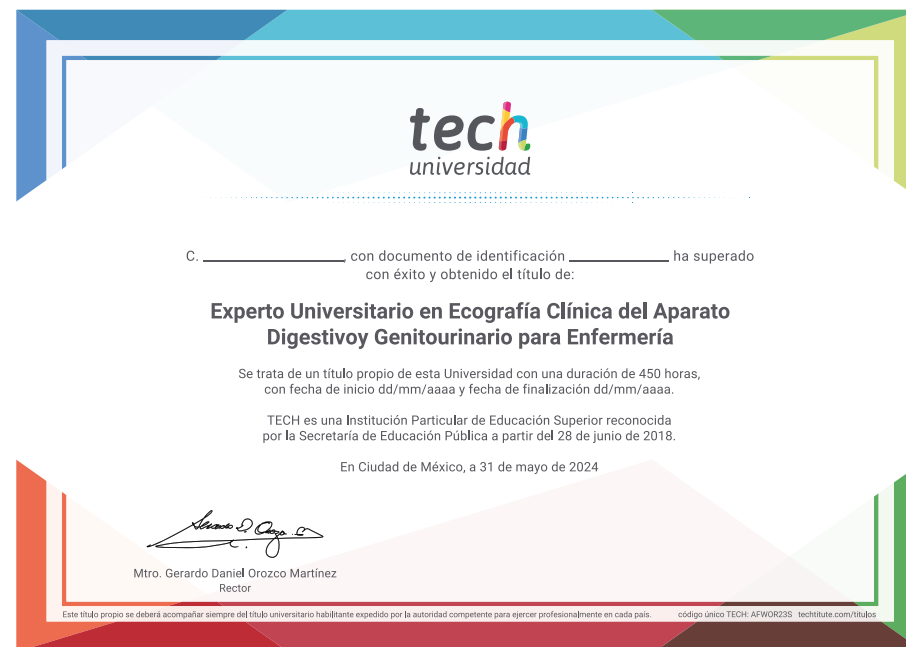 tech
universidad
C. , con documento de identificación ha superado
con éxito y obtenido el título de:
Experto Universitario en Ecografía Clínica del Aparato
Digestivoy Genitourinario para Enfermería
Se trata de un título propio de esta Universidad con una duración de 450 horas,
con fecha de inicio dd/mm/aaaa y fecha de finalización dd/mm/aaaa.
TECH es una Institución Particular de Educación Superior reconocida
por la Secretaría de Educación Pública a partir del 28 de junio de 2018.
En Ciudad de México, a 31 de mayo de 2024
Mtro. Gerardo Daniel Orozco Martínez
Rector
Este título propio se deberá acompañar siempre del título universitario habilitante expedido por la autoridad competente para ejercer profesionalmente en cada país. código único TECH: AFWOR23S techtitute.com/titulos